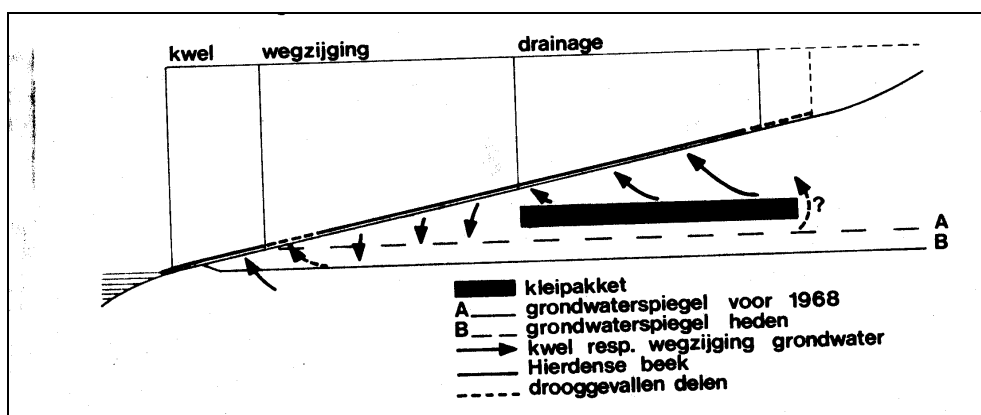 kwel wegzijging drainage
?
A
B
kleipakket
A grondwaterspiegel voor 1968
B grondwaterspiegel heden
kwel resp. wegzijging grondwater
Hierdense beek
drooggevallen delen